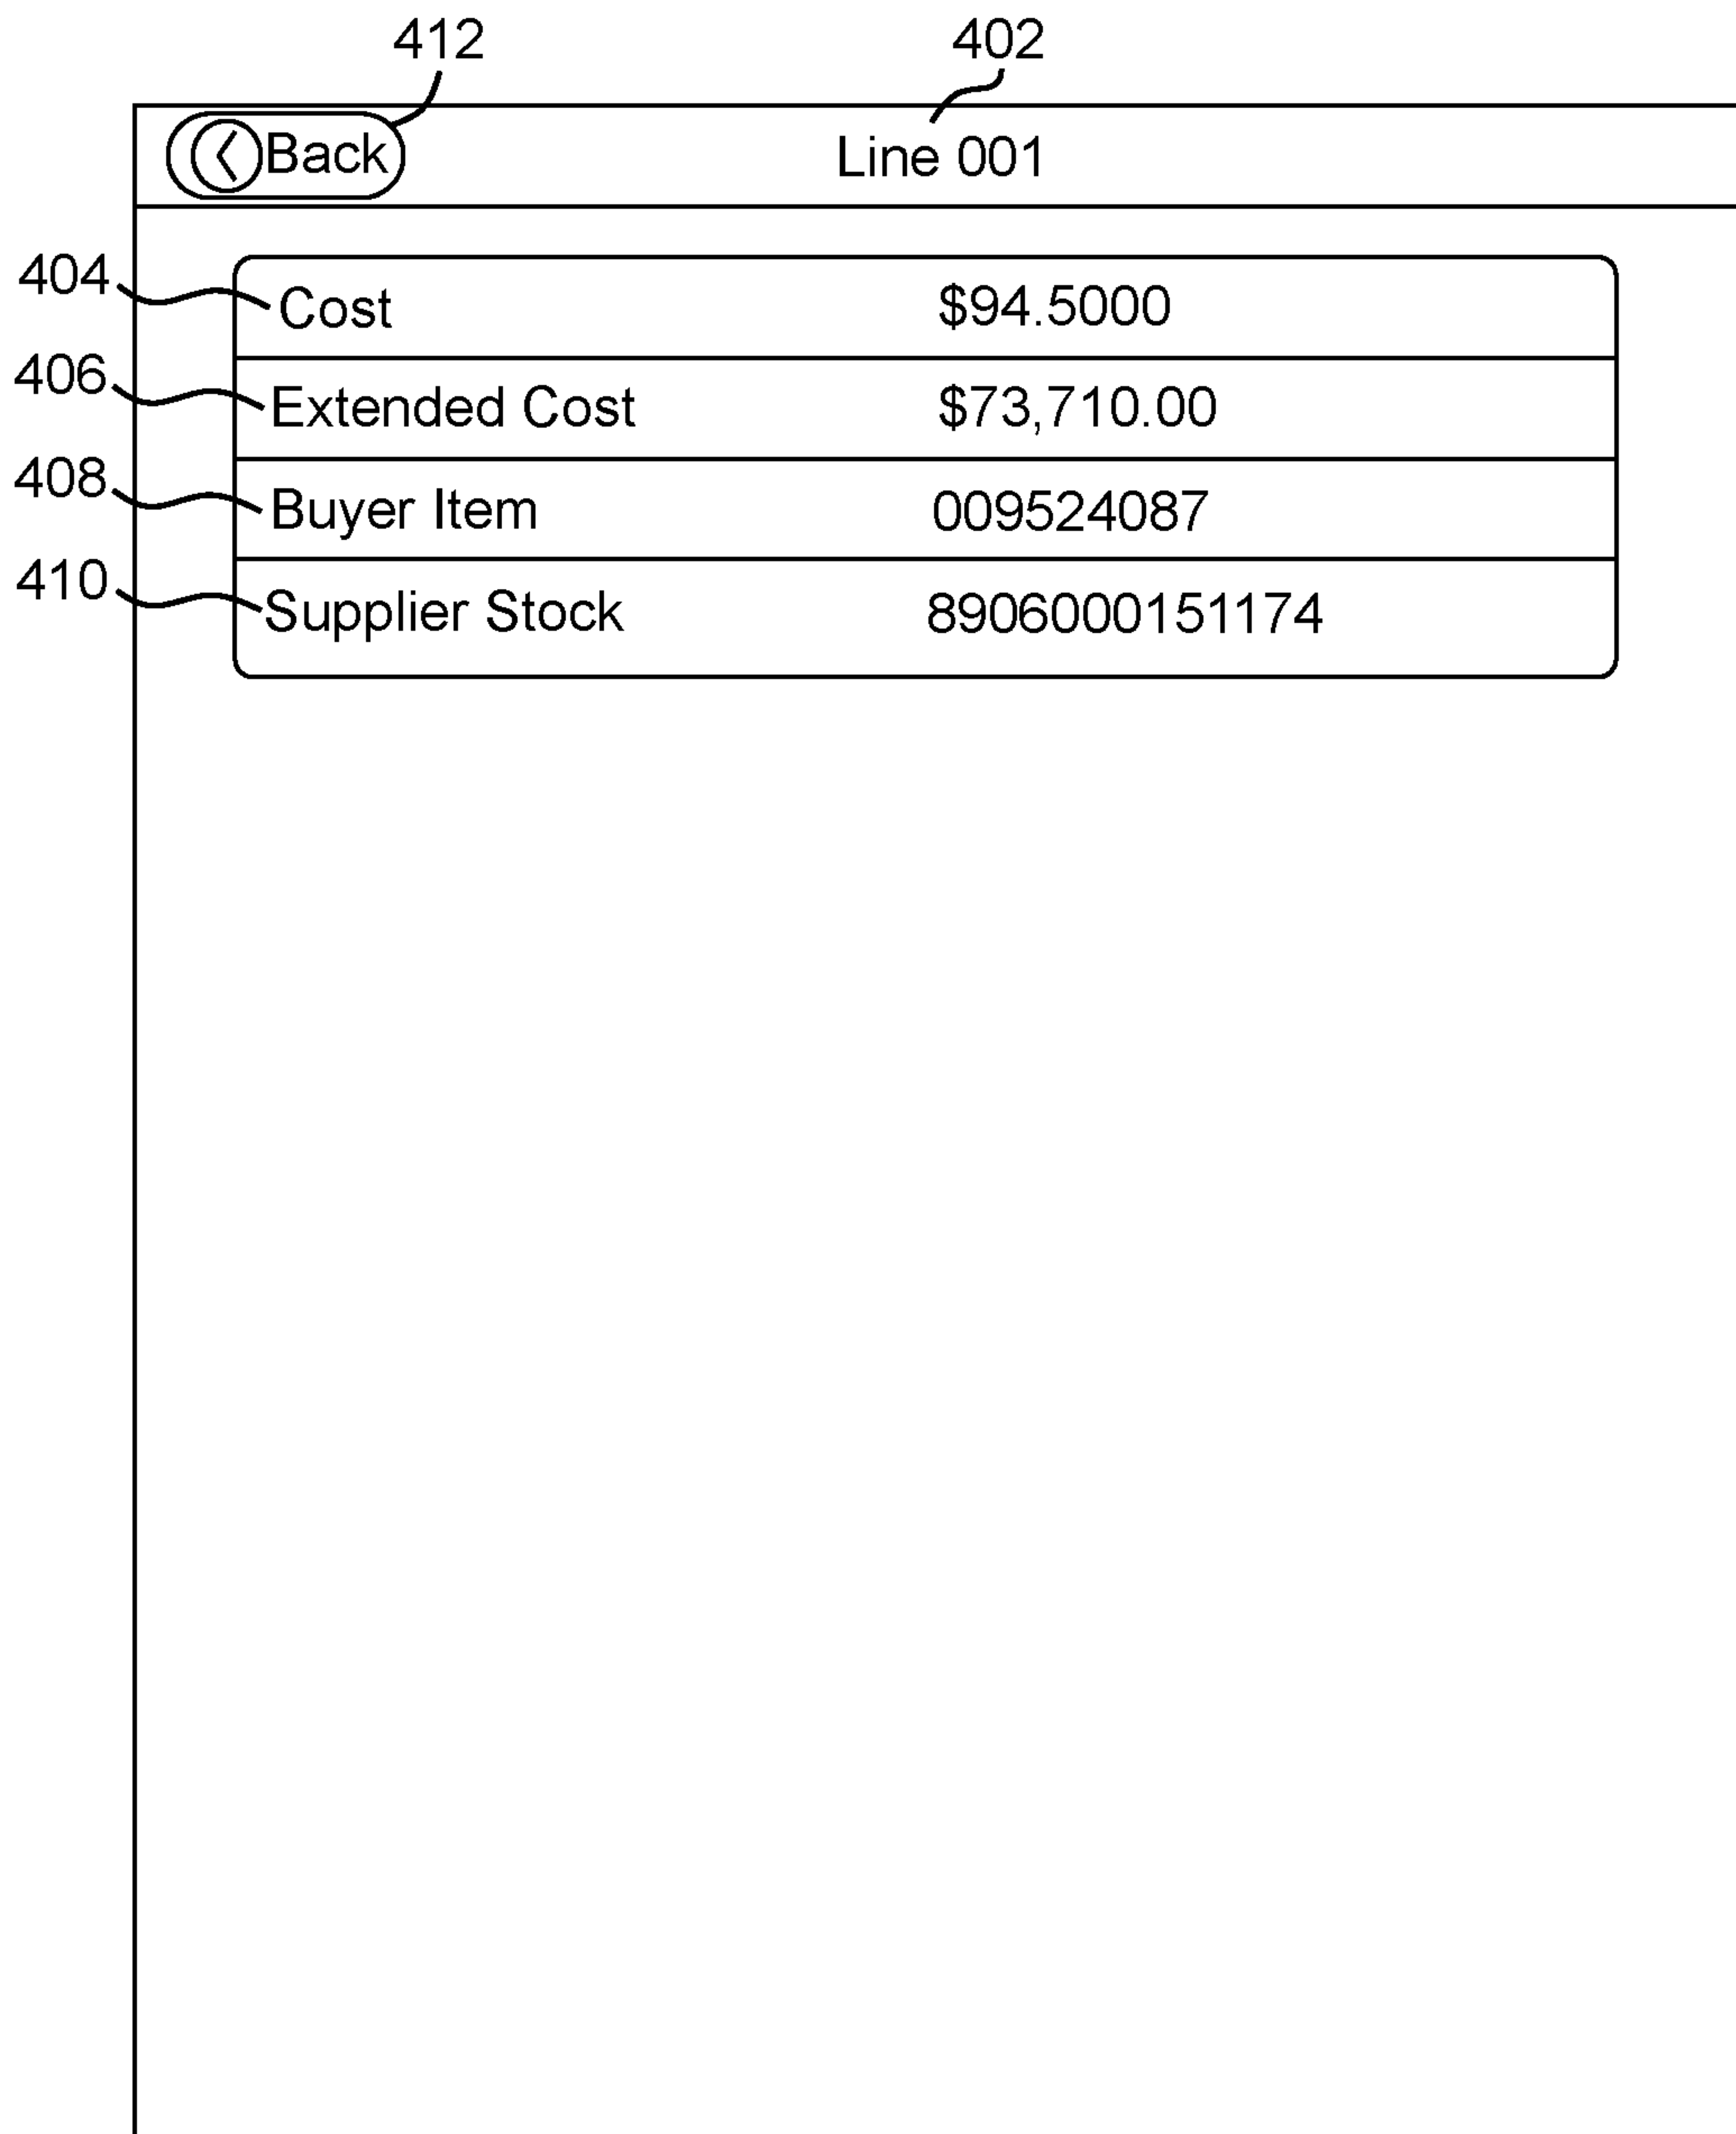 412 402
Back Line 001
404 Cost $94.5000
406 Extended Cost $73,710.00
408 Buyer Item 009524087
410 Supplier Stock 8906000151174